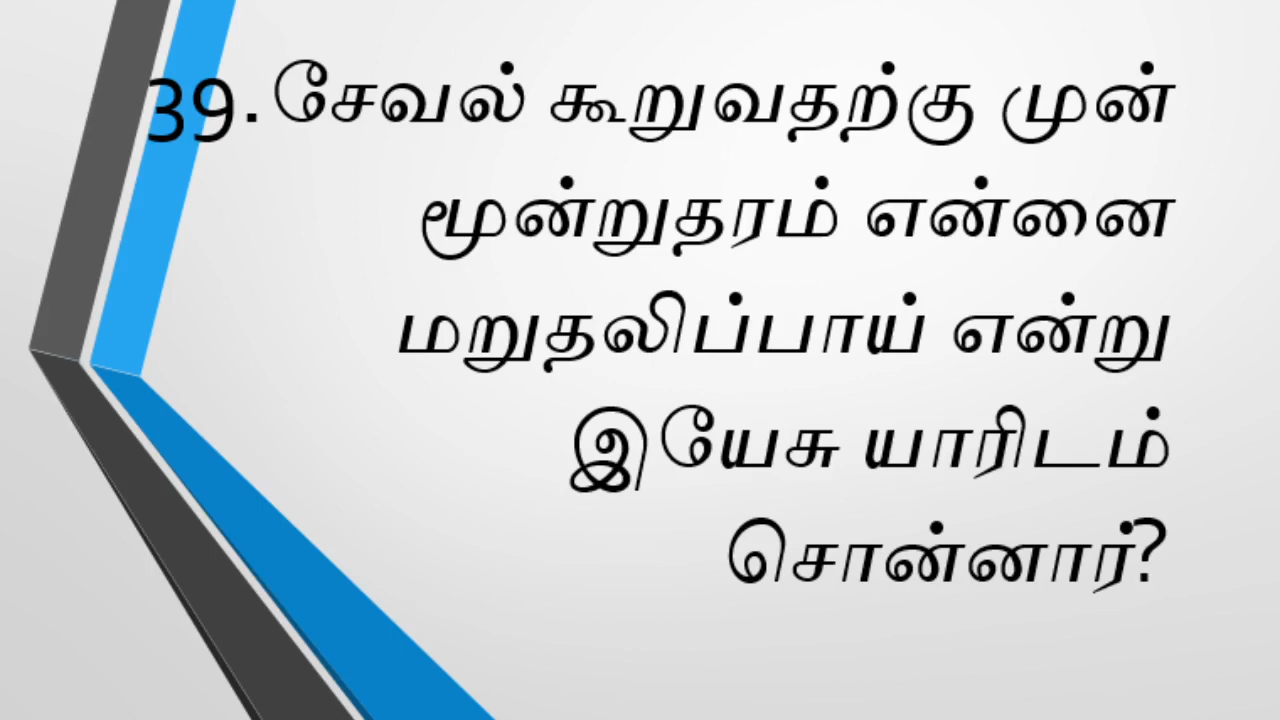 39.சேவல் கூறுவதற்கு முன்
மூன்றுதரம் என்னை
மறுதலிப்பாய் என்று
இயேசு யாரிடம்
சொன்னார்?